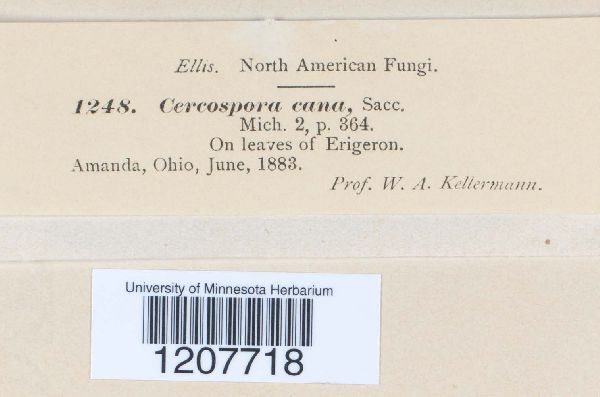 Ellis. North American Fungi.
1248. Cercospora cana, Sacc.
Mich. 2, p. 364.
On leaves of Erigeron.
Amanda, Ohio, June, 1883.
Prof. W. A. Kellermann.
University of Minnesota Herbarium
1207718